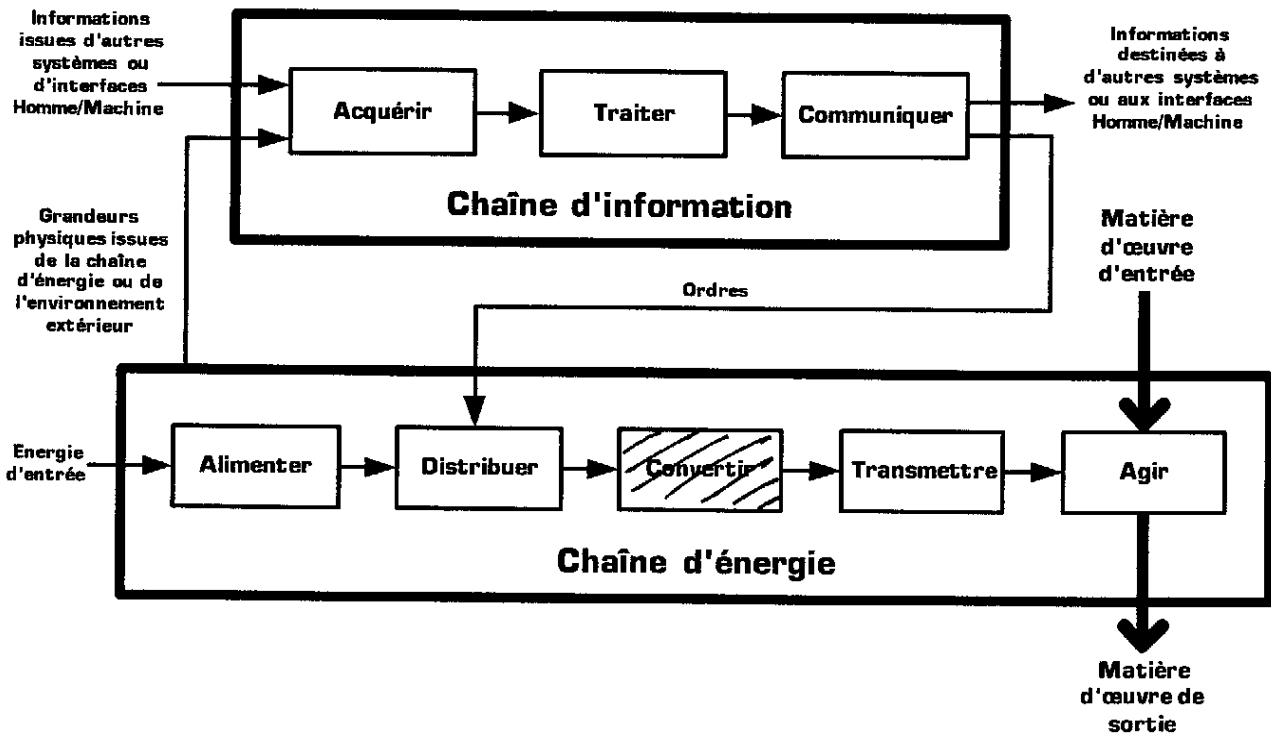 Informations
issues d'autres
systèmes ou
d'interfaces
Homme/Machine
Acquérir
Traiter
Communiquer
Informations
destinées à
d'autres systèmes
ou aux interfaces
Homme/Machine
Chaîne d'information
Grandeurs
physiques issues
de la chaîne
d'énergie ou de
l'environnement
extérieur
Ordres
Matière
d'œuvre
d'entrée
Energie
d'entrée
Alimenter
Distribuer
Convertir
Transmettre
Agir
Chaîne d'énergie
Matière
d'œuvre de
sortie